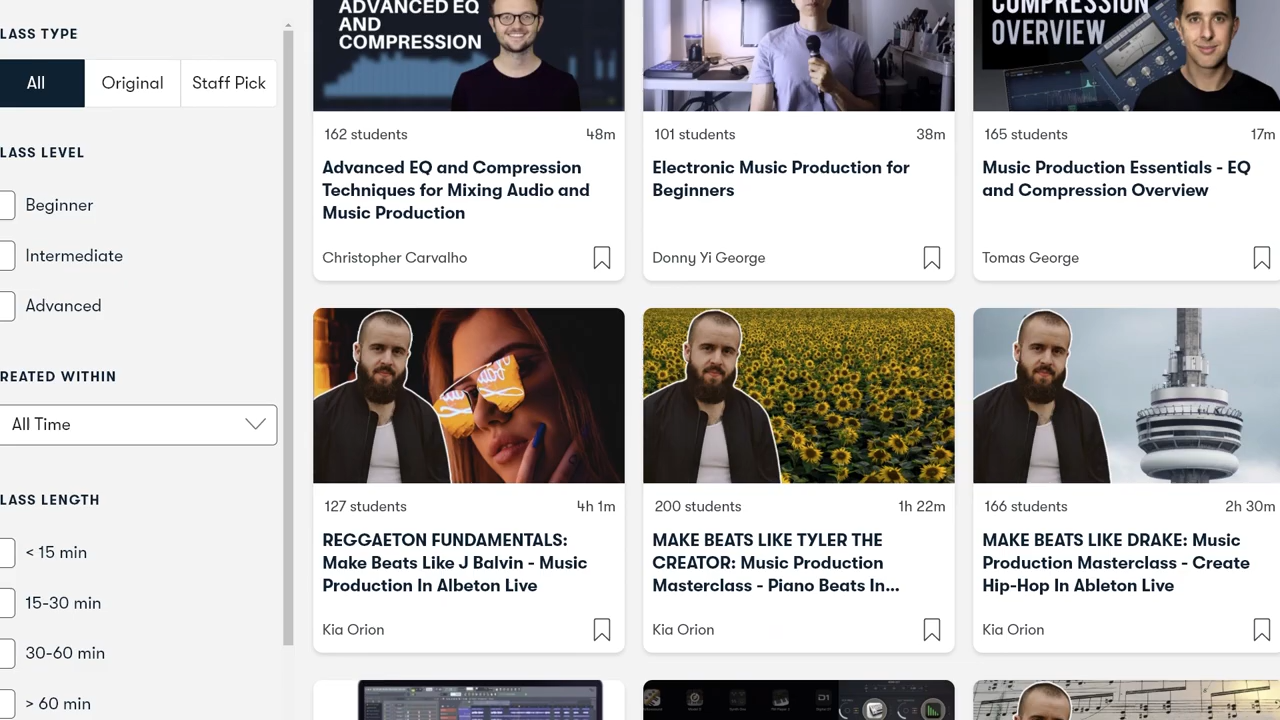 LASS TYPE
All
Original
Staff Pick
LASS LEVEL
Beginner
Intermediate
Advanced
REATED WITHIN
All Time
LASS LENGTH
< 15 min
15-30 min
30-60 min
> 60 min
ADVANCED EQ
AND
COMPRESSION
162 students
48m
Advanced EQ and Compression
Techniques for Mixing Audio and
Music Production
Christopher Carvalho
101 students
38m
Electronic Music Production for
Beginners
Donny Yi George
COMPRESSION
OVERVIEW
165 students
17m
Music Production Essentials - EQ
and Compression Overview
Tomas George
127 students
4h 1m
REGGAETON FUNDAMENTALS:
Make Beats Like J Balvin - Music
Production In Albeton Live
Kia Orion
200 students
1h 22m
MAKE BEATS LIKE TYLER THE
CREATOR: Music Production
Masterclass - Piano Beats In...
Kia Orion
166 students
2h 30m
MAKE BEATS LIKE DRAKE: Music
Production Masterclass - Create
Hip-Hop In Ableton Live
Kia Orion